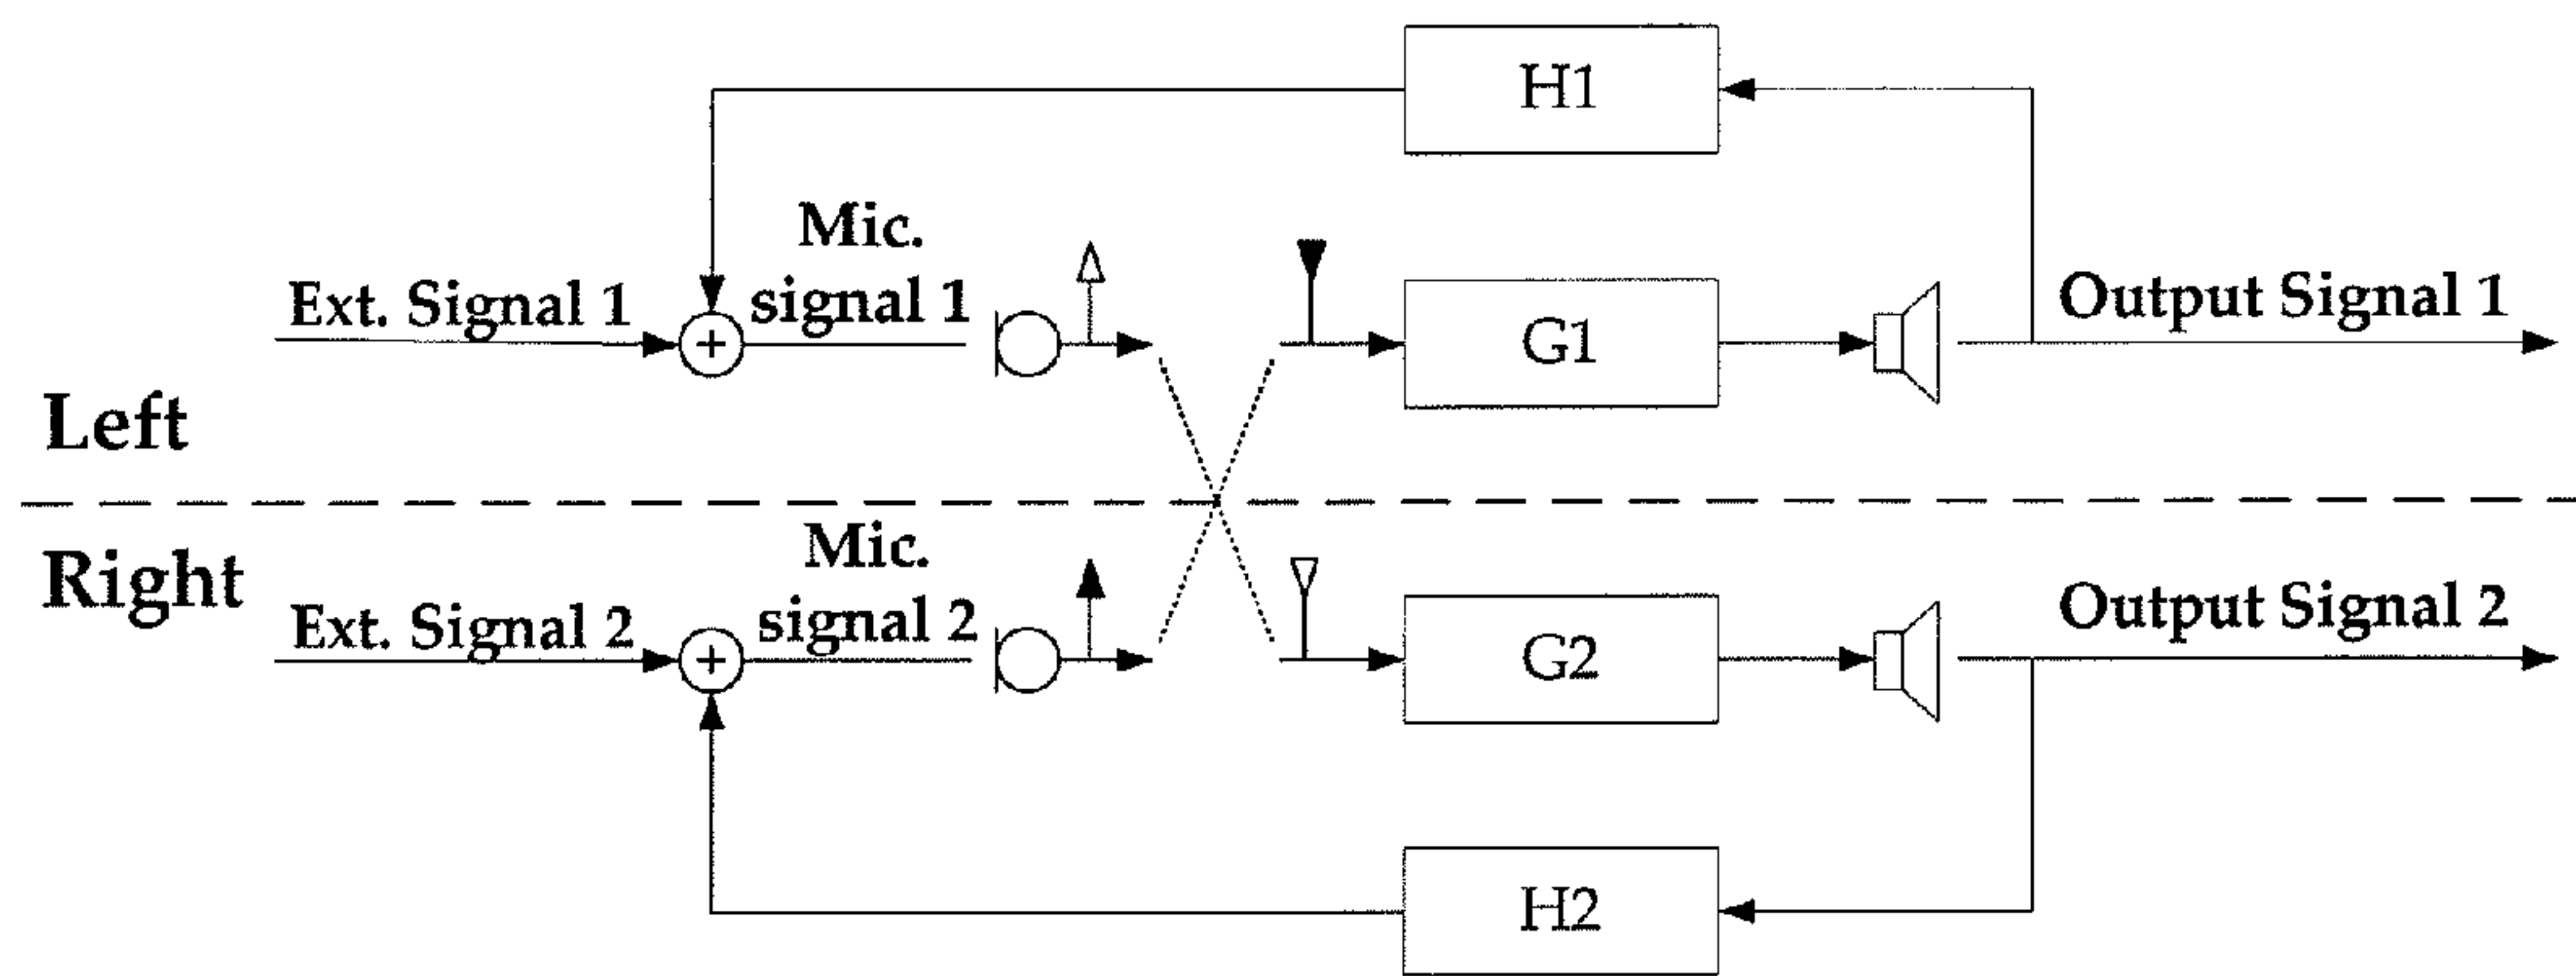 H1
Mic.
signal 1
Ext. Signal 1
G1
Output Signal 1
Left
Right
Mic.
signal 2
Ext. Signal 2
G2
Output Signal 2
H2